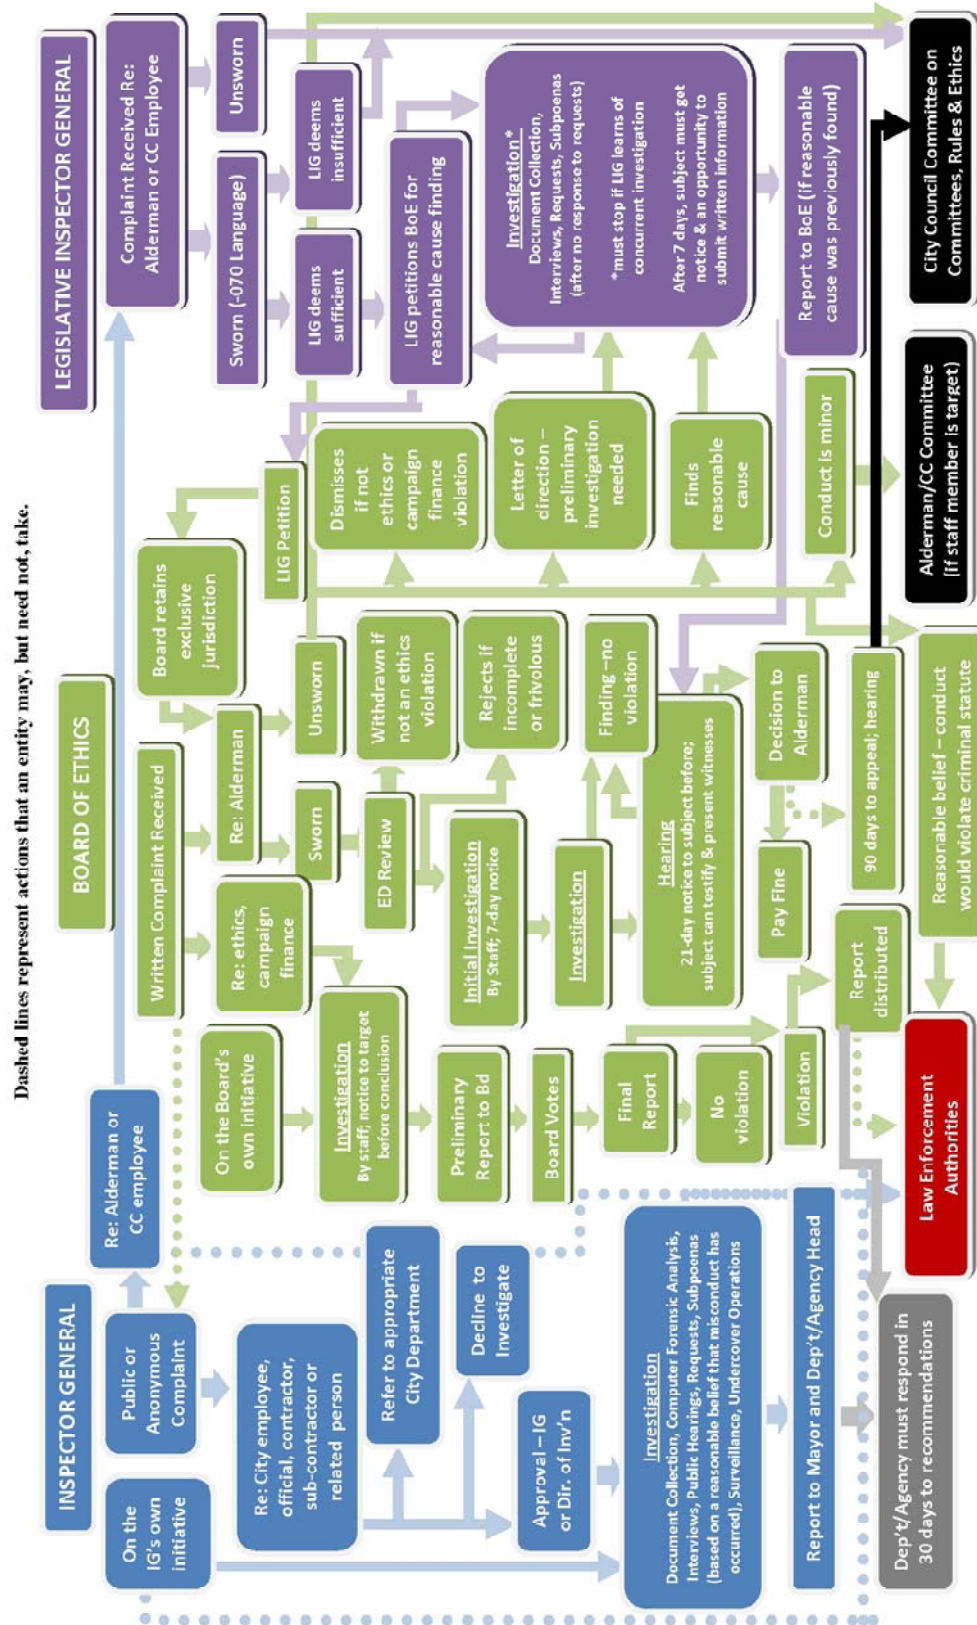 Dashed lines represent actions that an entity may, but need not, take.
INSPECTOR GENERAL
On the
IG's own
initiative
Public or
Anonymous
Complaint
Re: Alderman or
CC employee
Re: City employee,
official, contractor,
sub-contractor or
related person
Refer to appropriate
City Department
Decline to
Investigate
Approval – IG
or Dir. of Inv'n
Investigation
Document Collection, Computer Forensic Analysis,
Interviews, Public Hearings, Requests, Subpoenas
(based on a reasonable belief that misconduct has
occurred), Surveillance, Undercover Operations
Report to Mayor and Dep't/Agency Head
Dep't/Agency must respond in
30 days to recommendations
BOARD OF ETHICS
Written Complaint Received
On the Board's
own initiative
Re: ethics,
campaign
finance
Re: Alderman
Board retains
exclusive
jurisdiction
LIG Petition
Investigation
By staff; notice to target
before conclusion
Sworn
Unsworn
ED Review
Withdrawn if
not an ethics
violation
Dismisses
if not
ethics or
campaign
finance
violation
Preliminary
Report to Bd
Initial Investigation
By Staff; 7-day notice
Rejects if
incomplete
or frivolous
Letter of
direction –
preliminary
investigation
needed
Board Votes
Investigation
Finding –no
violation
Finds
reasonable
cause
Final
Report
No
violation
Hearing
21-day notice to subject before;
subject can testify & present witnesses
Violation
Pay Fine
Decision to
Alderman
Conduct is minor
Report
distributed
90 days to appeal; hearing
Reasonable belief – conduct
would violate criminal statute
Law Enforcement
Authorities
Alderman/CC Committee
(if staff member is target)
LEGISLATIVE INSPECTOR GENERAL
Complaint Received Re:
Alderman or CC Employee
Sworn (-070 Language)
Unsworn
LIG deems
sufficient
LIG deems
insufficient
LIG petitions BoE for
reasonable cause finding
Investigation*
Document Collection,
Interviews, Requests, Subpoenas
(after no response to requests)
*must stop if LIG learns of
concurrent investigation
After 7 days, subject must get
notice & an opportunity to
submit written information
Report to BoE (if reasonable
cause was previously found)
City Council Committee on
Committees, Rules & Ethics